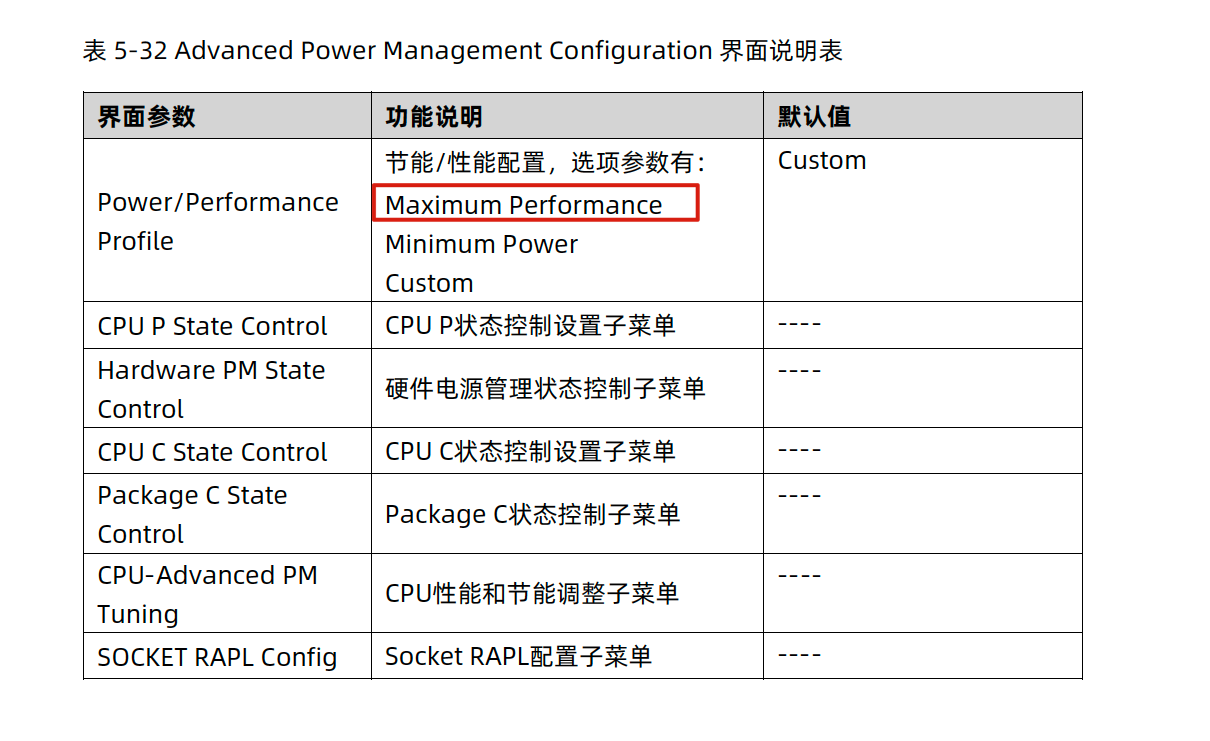 表 5-32 Advanced Power Management Configuration 界面说明表
界面参数 功能说明 默认值
Power/Performance
Profile
节能/性能配置，选项参数有：
Maximum Performance
Minimum Power
Custom
Custom
CPU P State Control CPU P状态控制设置子菜单 ----
Hardware PM State
Control
硬件电源管理状态控制子菜单
----
CPU C State Control CPU C状态控制设置子菜单 ----
Package C State
Control
Package C状态控制子菜单
----
CPU-Advanced PM
Tuning
CPU性能和节能调整子菜单
----
SOCKET RAPL Config Socket RAPL配置子菜单 ----